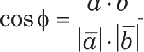 cos ϕ = a · b / |a̅| · |b̅|